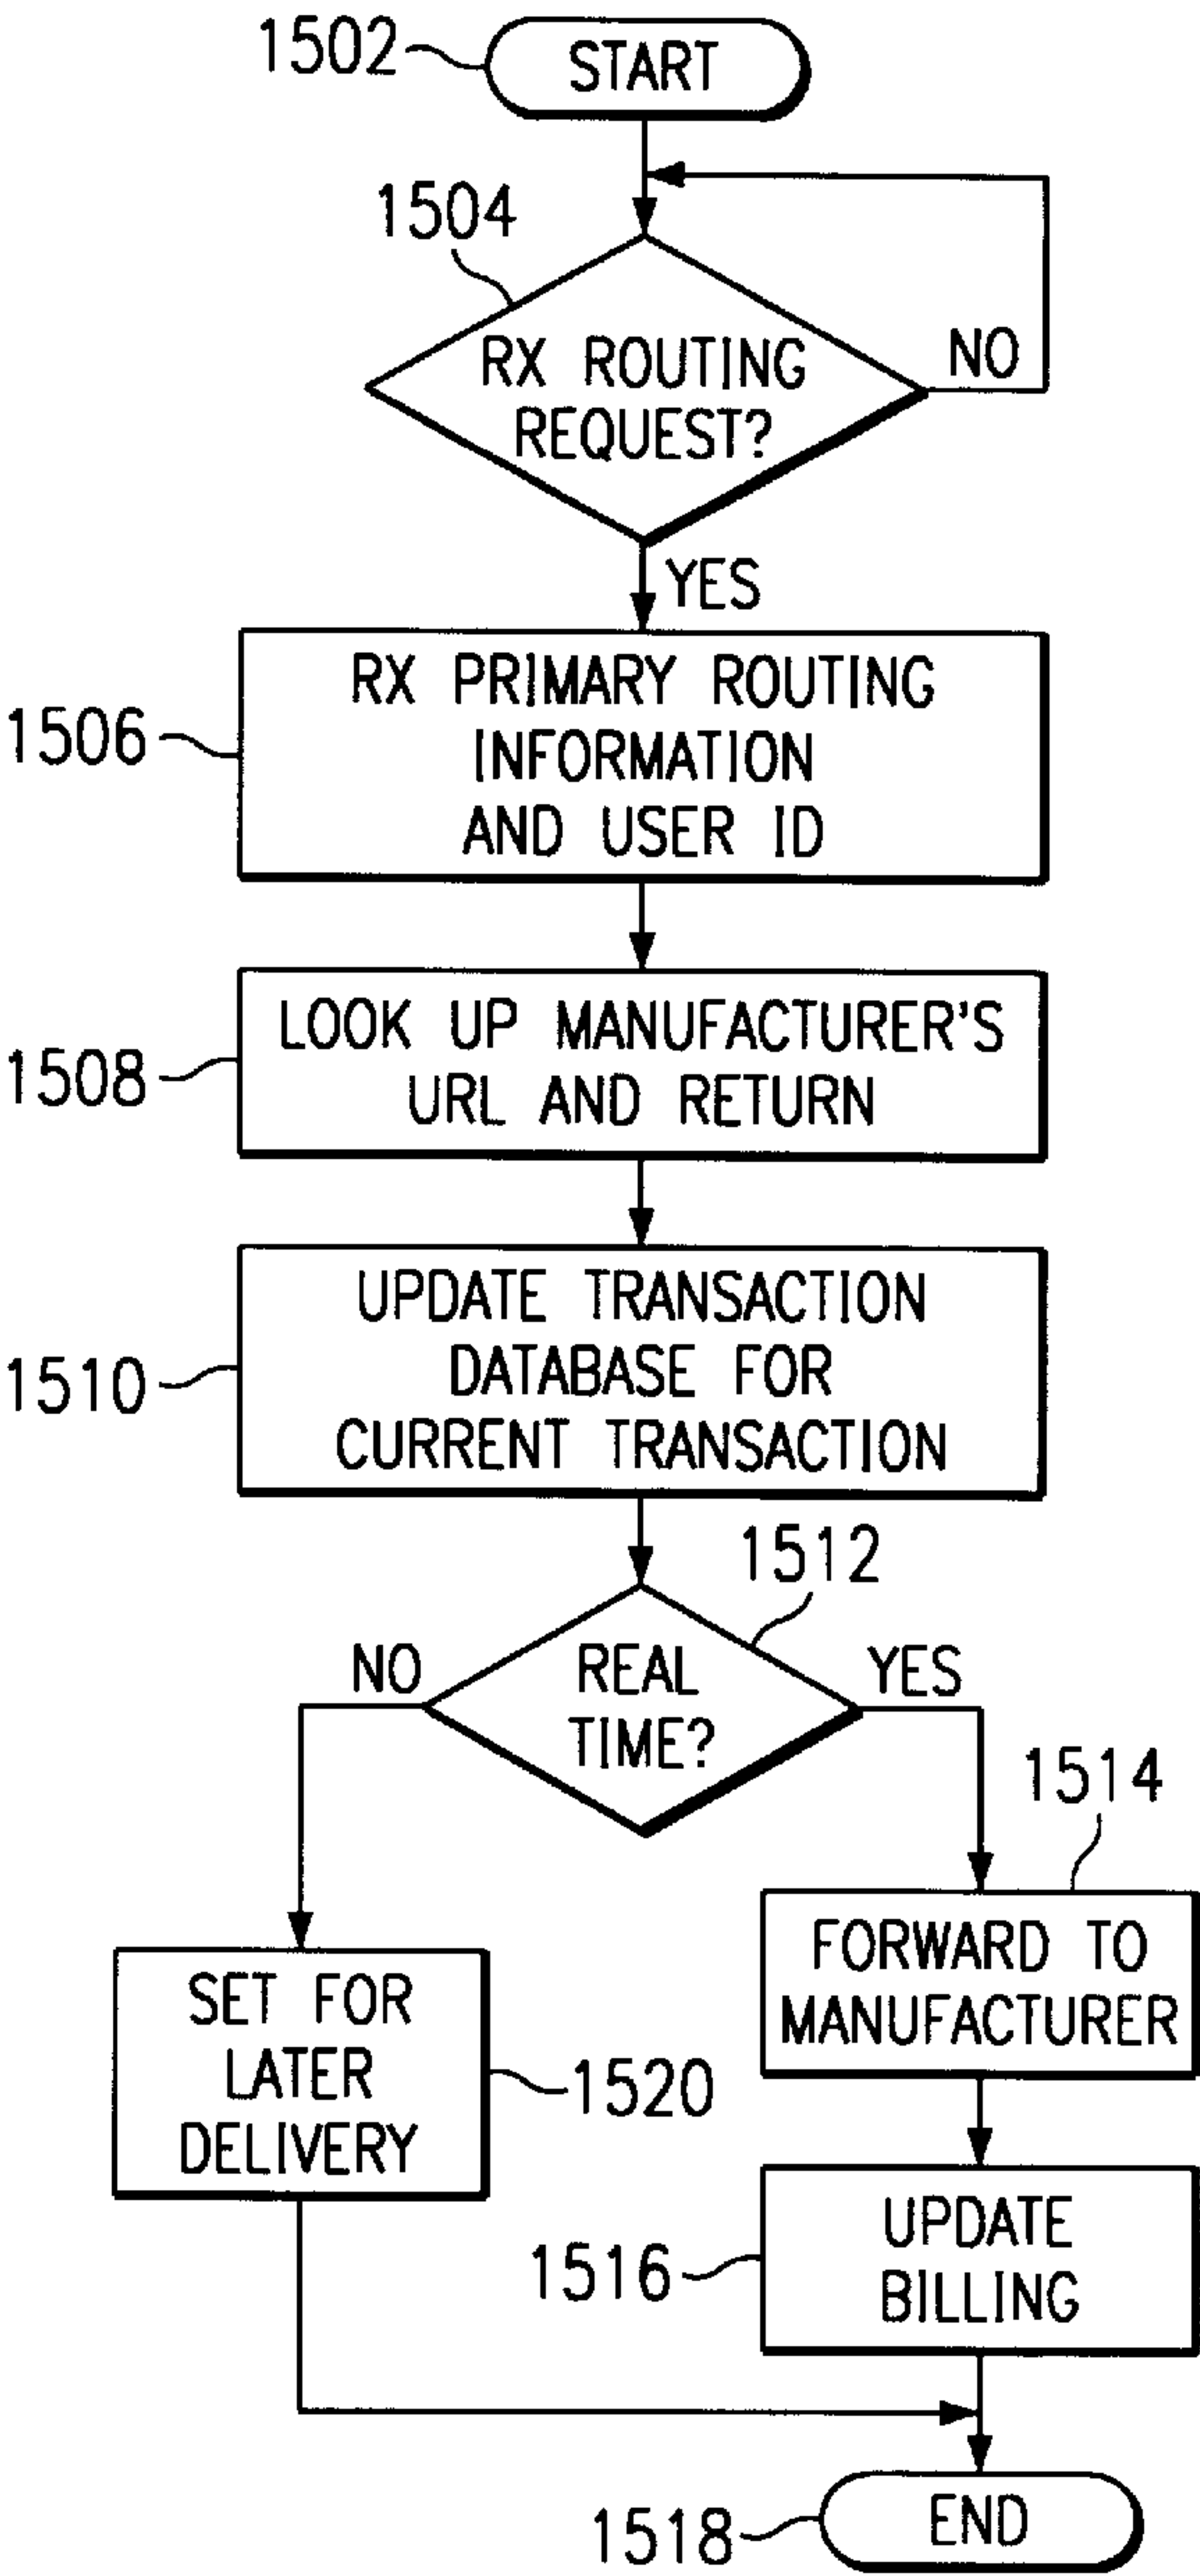 1502
START
1504
RX ROUTING
REQUEST?
NO
YES
1506
RX PRIMARY ROUTING
INFORMATION
AND USER ID
1508
LOOK UP MANUFACTURER'S
URL AND RETURN
1510
UPDATE TRANSACTION
DATABASE FOR
CURRENT TRANSACTION
1512
NO
REAL
TIME?
YES
1514
FORWARD TO
MANUFACTURER
SET FOR
LATER
DELIVERY
1520
1516
UPDATE
BILLING
1518
END